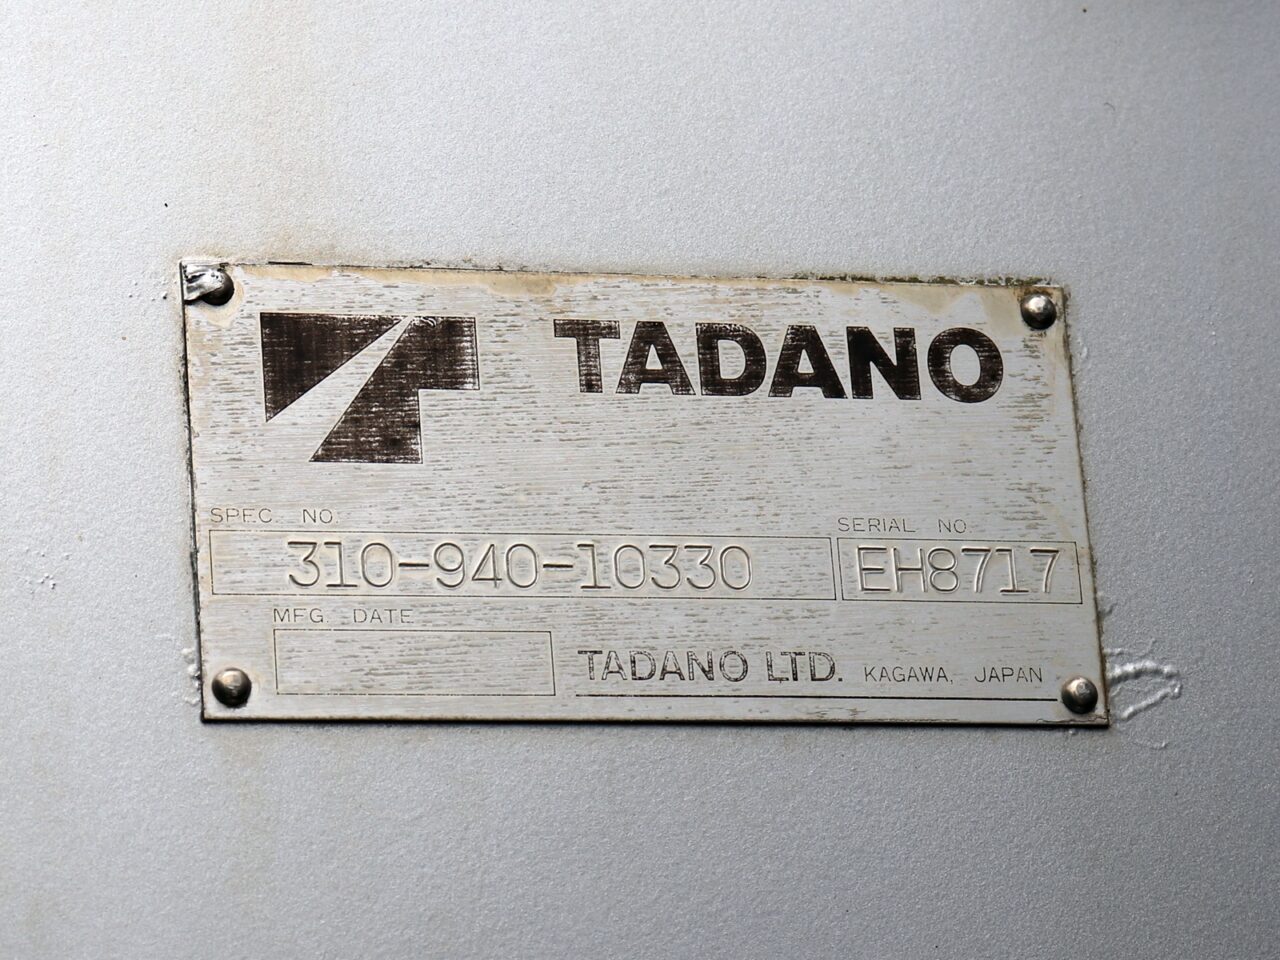 TADANO
SPEC. NO.
SERIAL NO.
310-940-10330
EH8717
MFG. DATE
TADANO LTD. KAGAWA, JAPAN